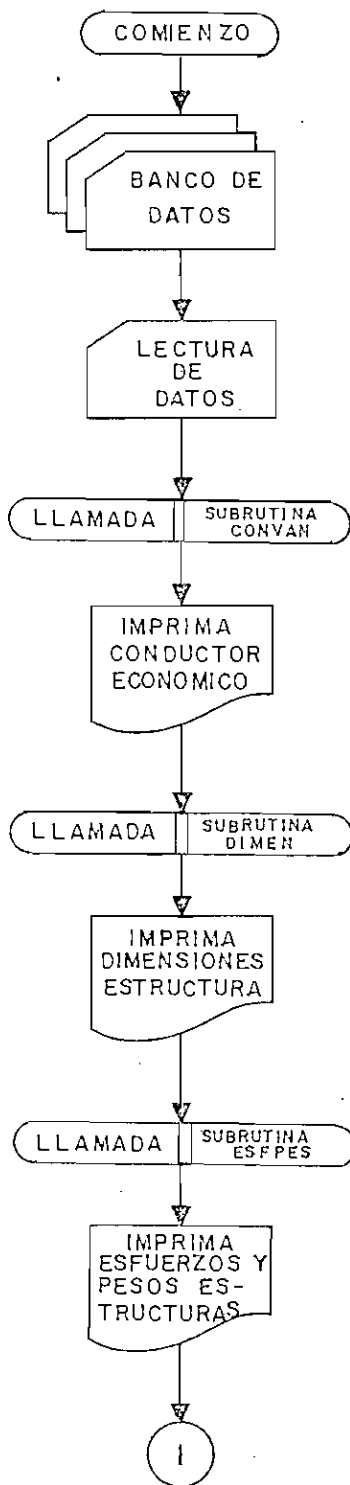 COMIENZO
BANCO DE
DATOS
LECTURA
DE
DATOS
LLAMADA
SUBRUTINA
CONVAN
IMPRIMA
CONDUCTOR
ECONOMICO
LLAMADA
SUBRUTINA
DIMEN
IMPRIMA
DIMENSIONES
ESTRUCTURA
LLAMADA
SUBRUTINA
ESFPES
IMPRIMA
ESFUERZOS Y
PESOS ES-
TRUCTURAS
1